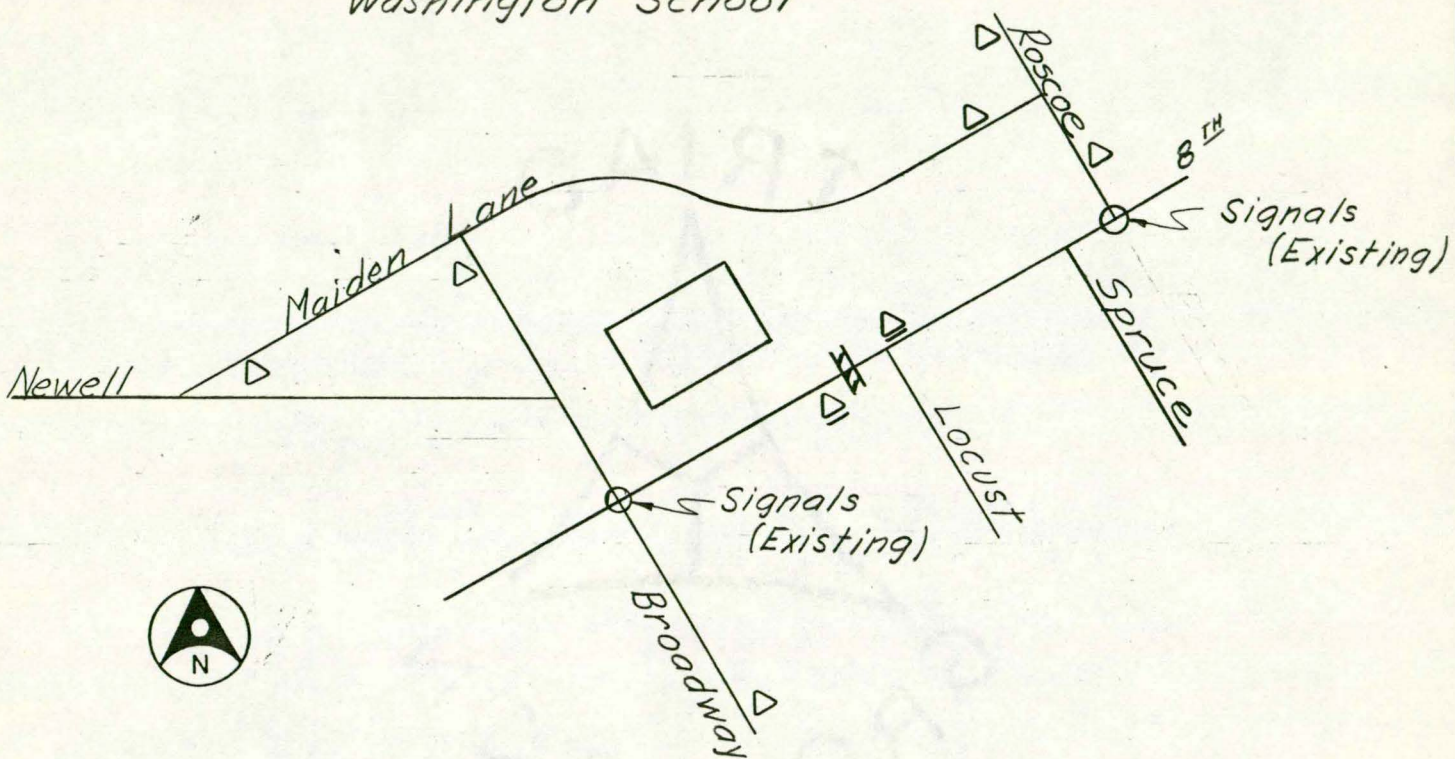 Washington School
Roscoe
8TH
Signals
(Existing)
Maiden Lane
Newell
Spruce
Locust
Signals
(Existing)
Broadway
N